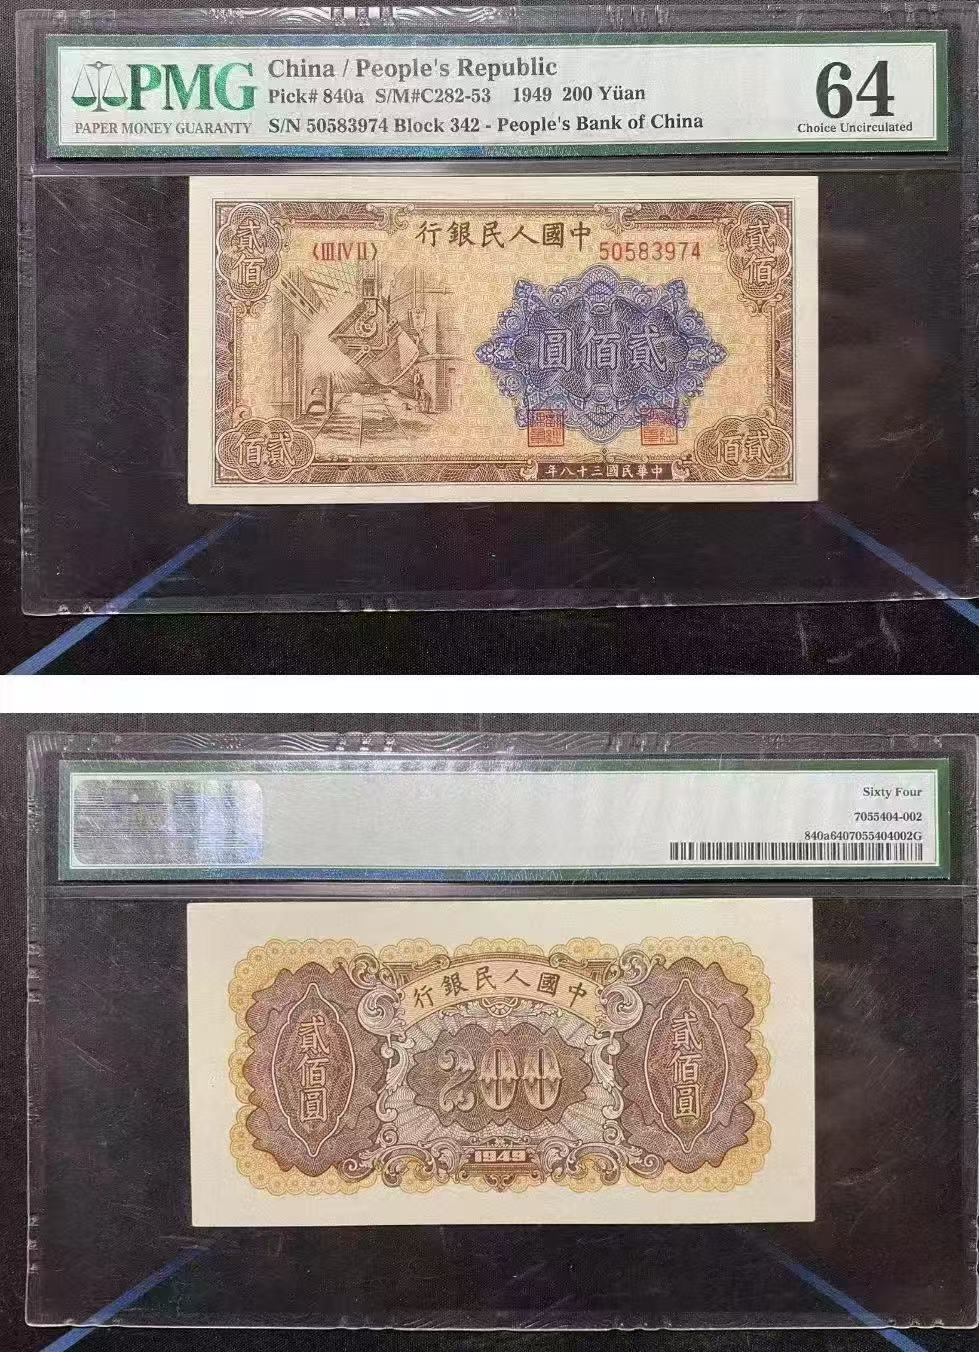 PMG
PAPER MONEY GUARANTY
China / People's Republic
Pick# 840a S/M#C282-53 1949 200 Yüan
S/N 50583974 Block 342 - People's Bank of China
64
Choice Uncirculated
行銀民人國中
〈III IV II〉
50583974
貳佰
貳佰
圓佰貳
佰貳
佰貳
年八十三國民華中
Sixty Four
7055404-002
840a6407055404002G
行銀民人國中
貳佰圓
200
貳佰圓
1949